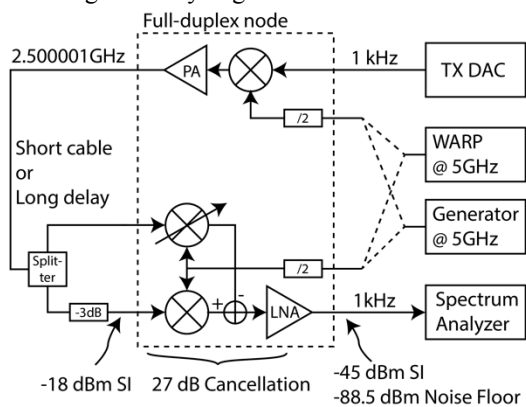 Full-duplex node
2.500001GHz
PA
1 kHz
TX DAC
/2
Short cable
or
Long delay
WARP
@ 5GHz
Generator
@ 5GHz
Split-
ter
/2
-3dB
+
-
LNA
1kHz
Spectrum
Analyzer
-18 dBm SI
27 dB Cancellation
-45 dBm SI
-88.5 dBm Noise Floor